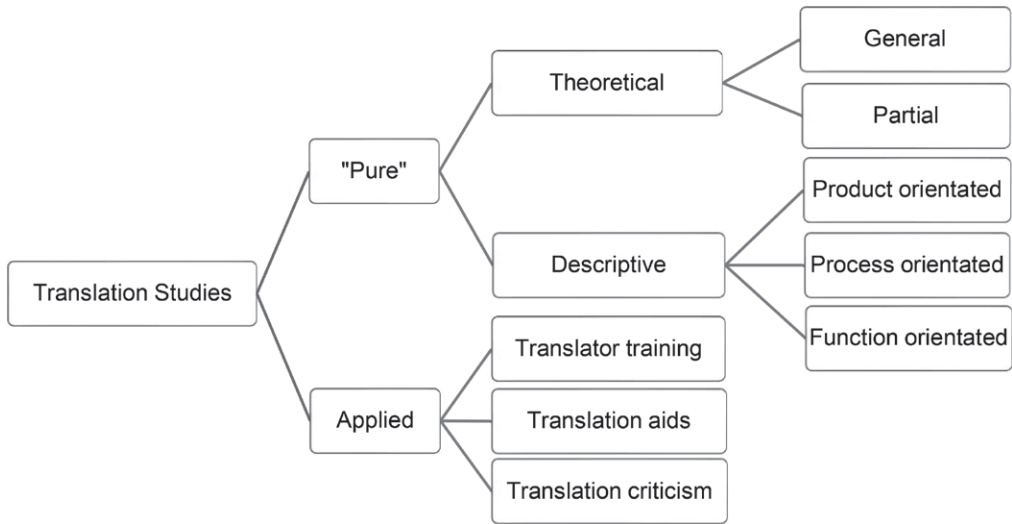 General
Theoretical
Partial
"Pure"
Product orientated
Descriptive
Process orientated
Translation Studies
Function orientated
Translator training
Applied
Translation aids
Translation criticism